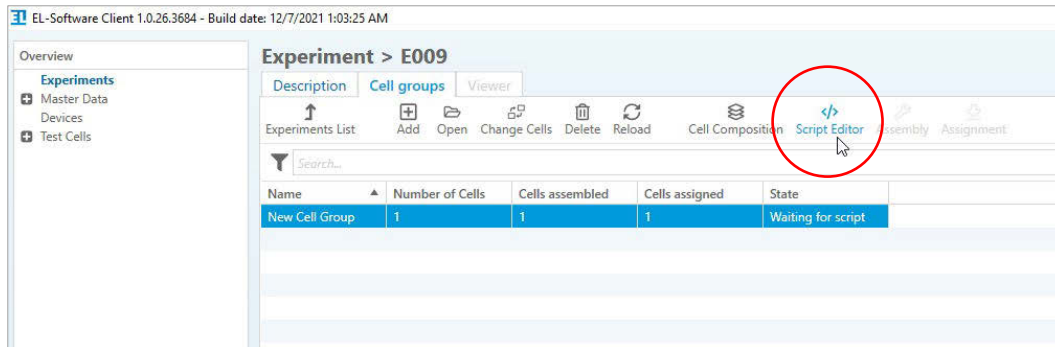 EL EL-Software Client 1.0.26.3684 - Build date: 12/7/2021 1:03:25 AM
Overview
Experiments
Master Data
Devices
Test Cells
Experiment > E009
Description Cell groups Viewer
Experiments List Add Open Change Cells Delete Reload Cell Composition Script Editor Assembly Assignment
Search...
Name Number of Cells Cells assembled Cells assigned State
New Cell Group 1 1 1 Waiting for script